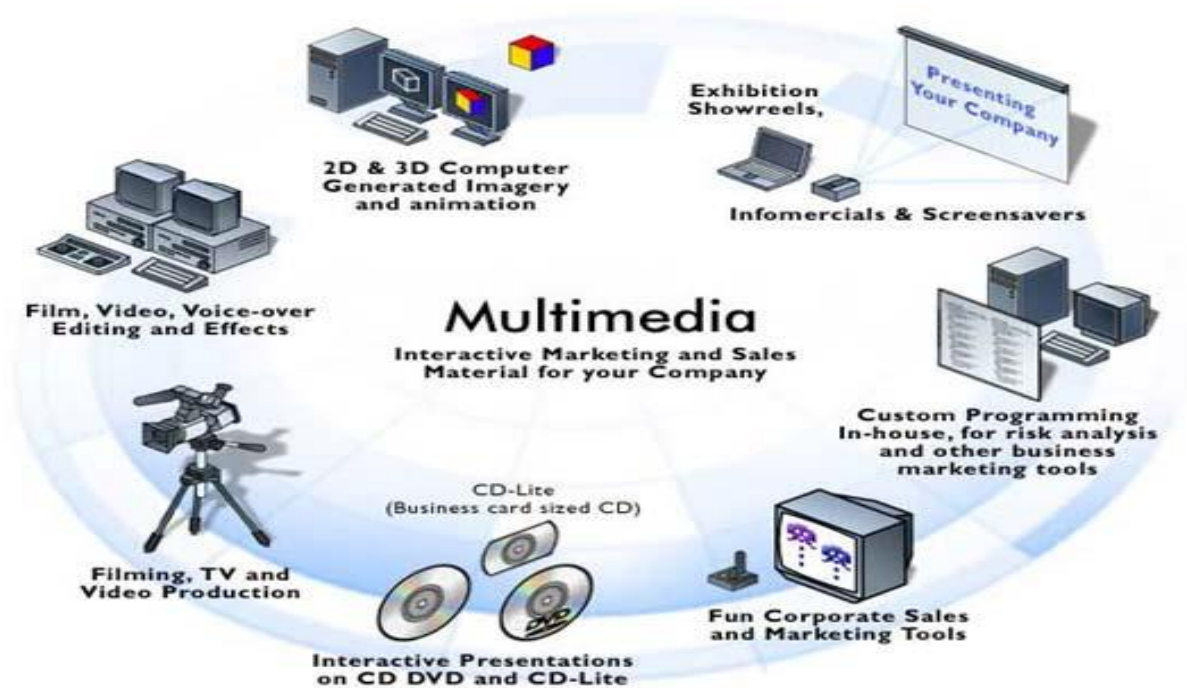 2D & 3D Computer
Generated Imagery
and animation
Exhibition
Showreels,
Presenting
Your Company
Infomercials & Screensavers
Film, Video, Voice-over
Editing and Effects
Multimedia
Interactive Marketing and Sales
Material for your Company
Custom Programming
In-house, for risk analysis
and other business
marketing tools
CD-Lite
(Business card sized CD)
Filming, TV and
Video Production
DVD
Fun Corporate Sales
and Marketing Tools
Interactive Presentations
on CD DVD and CD-Lite